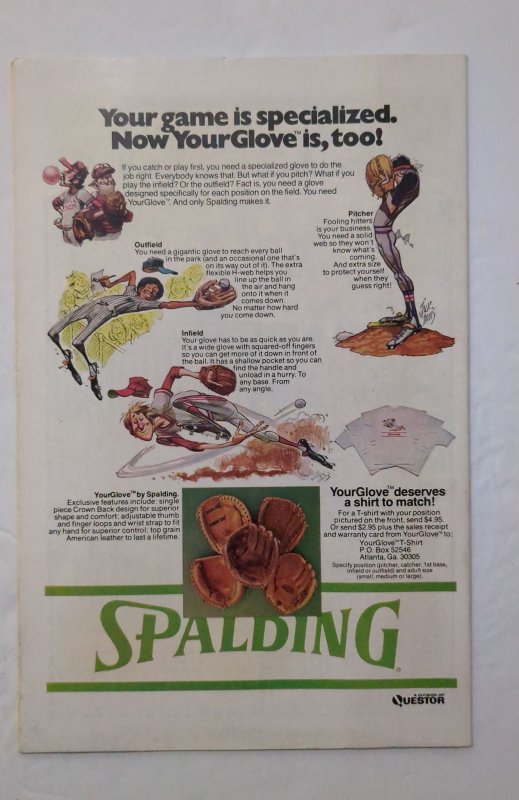 Your game is specialized.
Now YourGlove™ is, too!
If you catch or play first, you need a specialized glove to do the
job right. Everybody knows that. But what if you pitch? What if you
play the infield? Or the outfield? Fact is, you need a glove
designed specifically for each position on the field. You need
YourGlove™. And only Spalding makes it.
Pitcher
Fooling hitters
is your business.
You need a solid
web so they won't
know what's
coming.
And extra size
to protect yourself
when they
guess right!
Outfield
You need a gigantic glove to reach every ball
in the park (and an occasional one that's
on its way out of it). The extra
flexible H-web helps you
line up the ball in
the air and hang
onto it when it
comes down.
No matter how hard
you come down.
Infield
Your glove has to be as quick as you are.
It's a wide glove with squared-off fingers
so you can get more of it down in front of
the ball. It has a shallow pocket so you can
find the handle and
unload in a hurry. To
any base. From
any angle.
YourGlove™ by Spalding.
Exclusive features include: single
piece Crown Back design for superior
shape and comfort; adjustable thumb
and finger loops and wrist strap to fit
any hand for superior control; top grain
American leather to last a lifetime.
YourGlove™ deserves
a shirt to match!
For a T-shirt with your position
pictured on the front, send $4.95.
Or send $2.95 plus the sales receipt
and warranty card from YourGlove™ to:
YourGlove™ T-Shirt
P.O. Box 52546
Atlanta, Ga. 30305
Specify position (pitcher, catcher, 1st base,
infield or outfield) and adult size
(small, medium or large).
SPALDING®
A DIVISION OF
QUESTOR